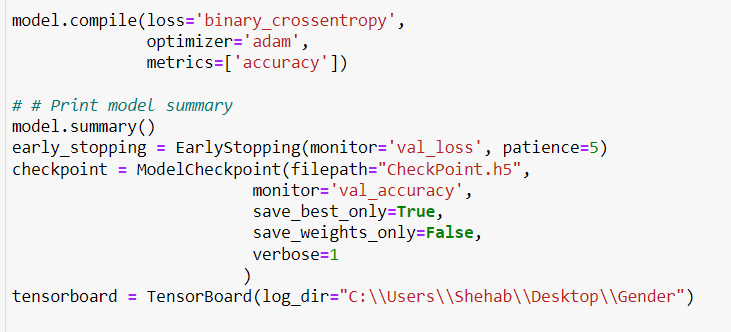 model.compile(loss='binary_crossentropy',
              optimizer='adam',
              metrics=['accuracy'])

# # Print model summary
model.summary()
early_stopping = EarlyStopping(monitor='val_loss', patience=5)
checkpoint = ModelCheckpoint(filepath="CheckPoint.h5",
                         monitor='val_accuracy',
                         save_best_only=True,
                         save_weights_only=False,
                         verbose=1
                        )
tensorboard = TensorBoard(log_dir="C:\\Users\\Shehab\\Desktop\\Gender")